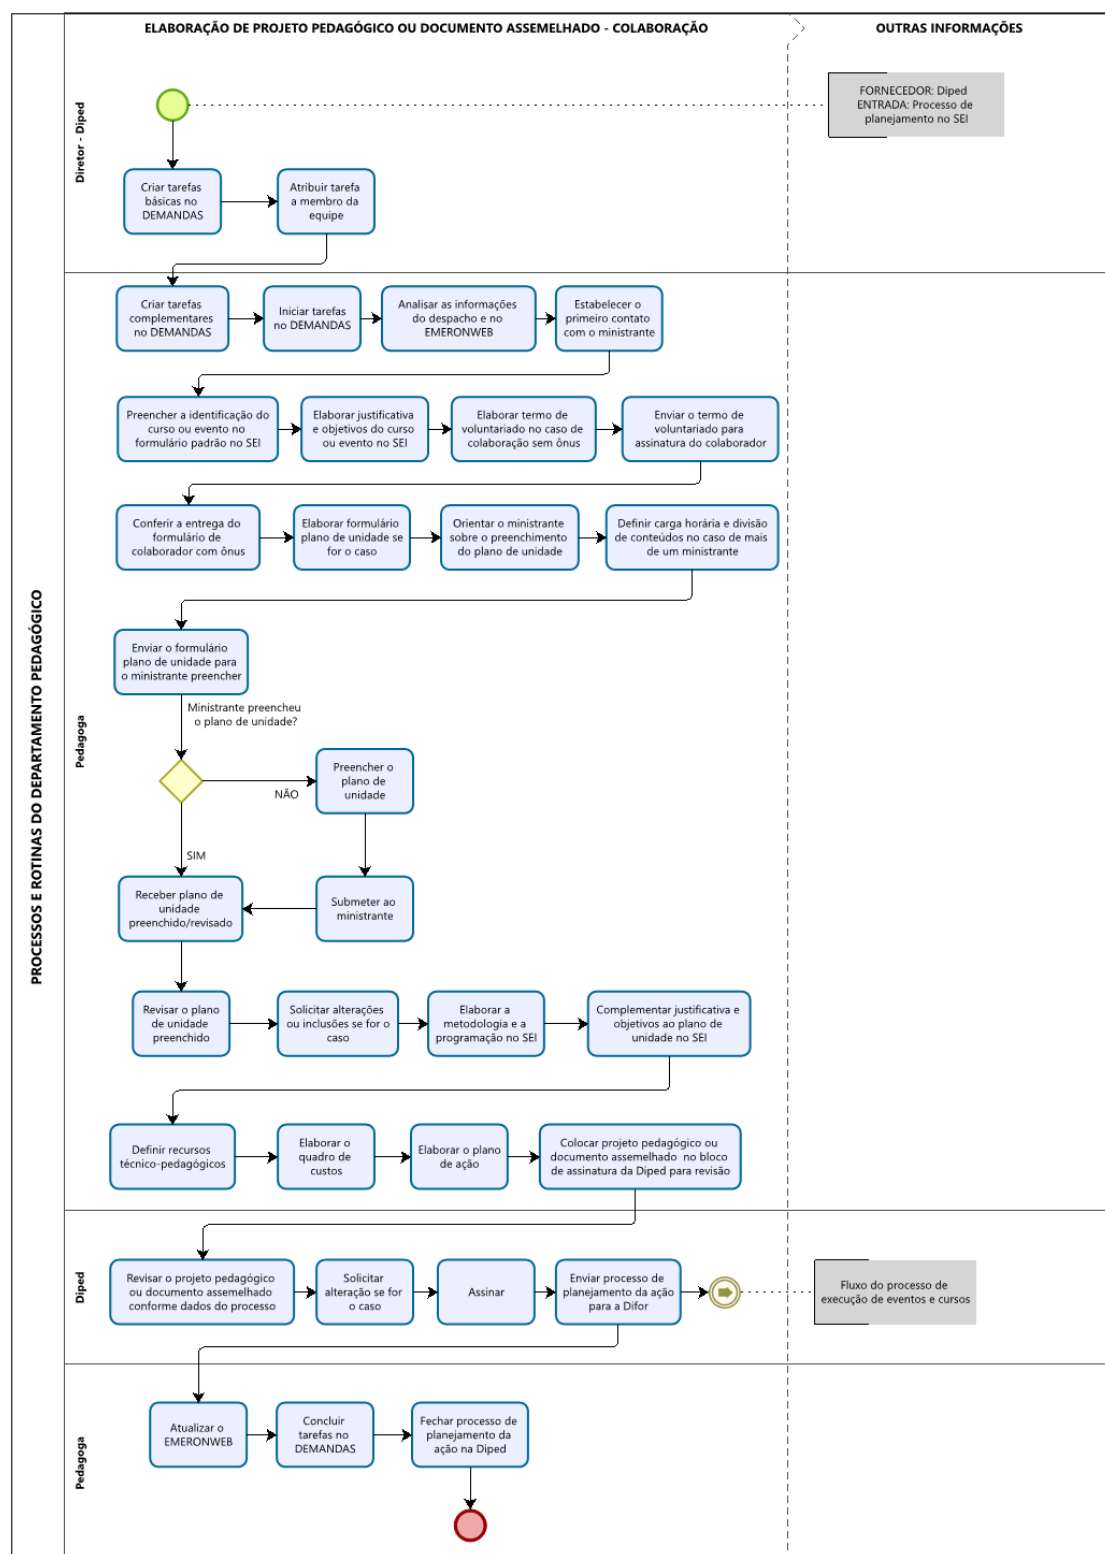 ELABORAÇÃO DE PROJETO PEDAGÓGICO OU DOCUMENTO ASSEMELHADO - COLABORAÇÃO
OUTRAS INFORMAÇÕES
PROCESSOS E ROTINAS DO DEPARTAMENTO PEDAGÓGICO
Diretor - Diped
FORNECEDOR: Diped
ENTRADA: Processo de
planejamento no SEI
Criar tarefas
básicas no
DEMANDAS
Atribuir tarefa
a membro da
equipe
Pedagoga
Criar tarefas
complementares
no DEMANDAS
Iniciar tarefas
no DEMANDAS
Analisar as informações
do despacho e no
EMERONWEB
Estabelecer o
primeiro contato
com o ministrante
Preencher a identificação do
curso ou evento no
formulário padrão no SEI
Elaborar justificativa
e objetivos do curso
ou evento no SEI
Elaborar termo de
voluntariado no caso de
colaboração sem ônus
Enviar o termo de
voluntariado para
assinatura do colaborador
Conferir a entrega do
formulário de
colaborador com ônus
Elaborar formulário
plano de unidade se
for o caso
Orientar o ministrante
sobre o preenchimento
do plano de unidade
Definir carga horária e divisão
de conteúdos no caso de mais
de um ministrante
Enviar o formulário
plano de unidade para
o ministrante preencher
Ministrante preencheu
o plano de unidade?
NÃO
Preencher o
plano de
unidade
SIM
Receber plano de
unidade
preenchido/revisado
Submeter ao
ministrante
Revisar o plano
de unidade
preenchido
Solicitar alterações
ou inclusões se for o
caso
Elaborar a
metodologia e a
programação no SEI
Complementar justificativa e
objetivos ao plano de
unidade no SEI
Definir recursos
técnico-pedagógicos
Elaborar o
quadro de
custos
Elaborar o plano
de ação
Colocar projeto pedagógico ou
documento assemelhado no bloco
de assinatura da Diped para revisão
Diped
Revisar o projeto pedagógico
ou documento assemelhado
conforme dados do processo
Solicitar
alteração se for
o caso
Assinar
Enviar processo de
planejamento da ação
para a Difor
Fluxo do processo de
execução de eventos e cursos
Pedagoga
Atualizar o
EMERONWEB
Concluir
tarefas no
DEMANDAS
Fechar processo de
planejamento da
ação na Diped